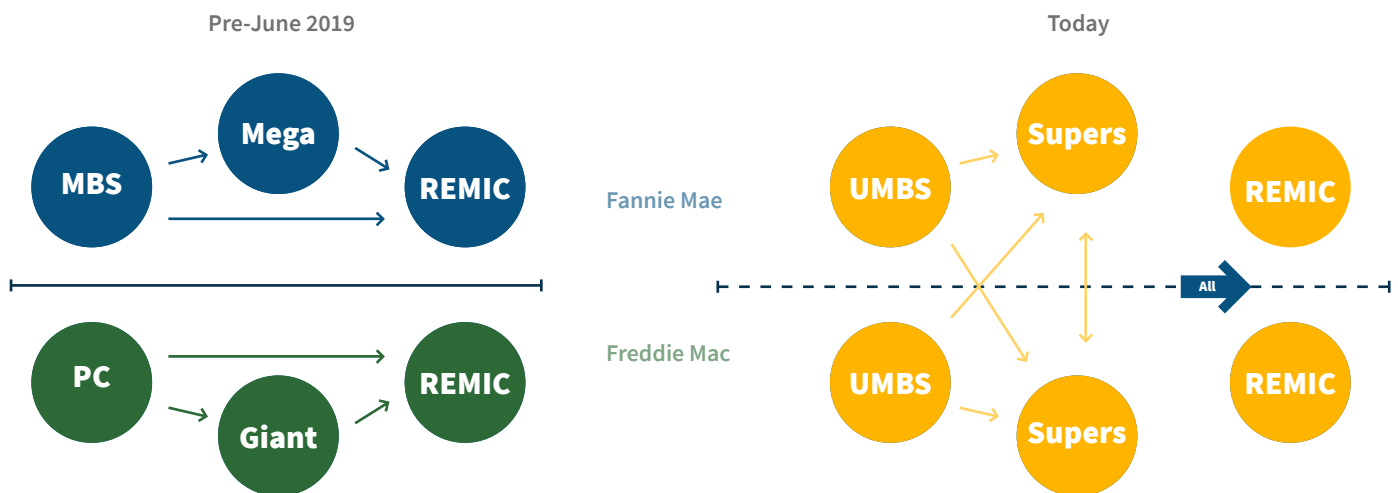 Pre-June 2019
Mega
MBS
REMIC
PC
REMIC
Giant
Fannie Mae
Freddie Mac
Today
Supers
UMBS
REMIC
All
UMBS
REMIC
Supers